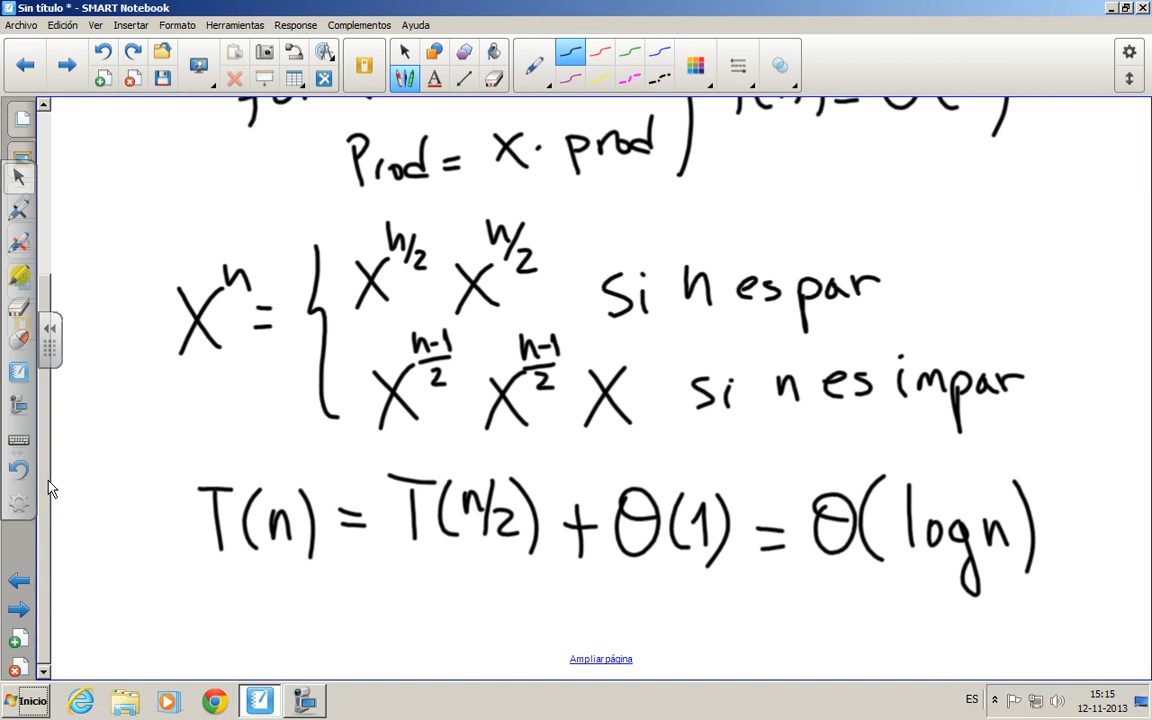 Sin título * - SMART Notebook
Archivo Edición Ver Insertar Formato Herramientas Response Complementos Ayuda
Prod = X · prod
X^n = { X^{n/2} X^{n/2} si n es par
X^{\frac{n-1}{2}} X^{\frac{n-1}{2}} X si n es impar
T(n) = T(n/2) + Θ(1) = Θ(log n)
Ampliar página
Inicio ES 15:15
12-11-2013